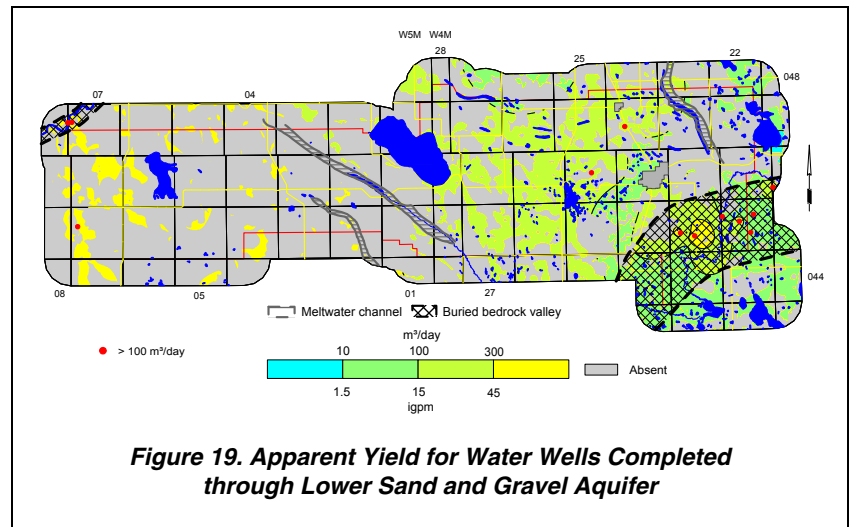 W5M W4M
28
25
22
07
04
048
044
08
05
01
27
Meltwater channel
Buried bedrock valley
m³/day
> 100 m³/day
10 100 300
Absent
1.5 15 45
igpm
Figure 19. Apparent Yield for Water Wells Completed
through Lower Sand and Gravel Aquifer